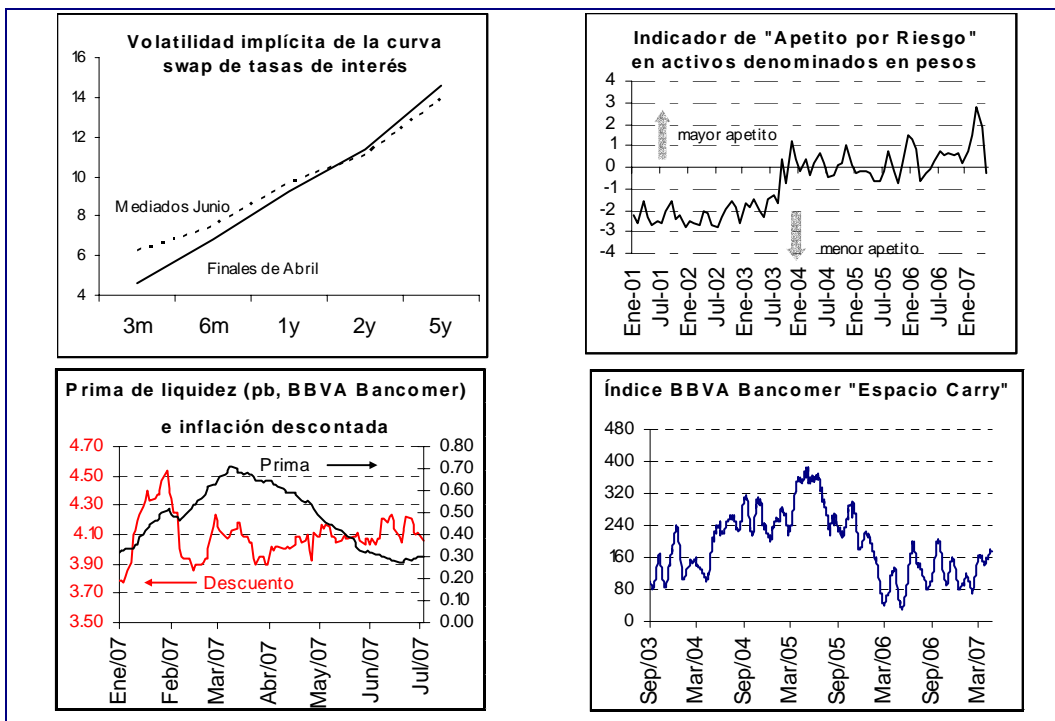 Volatilidad implícita de la curva
swap de tasas de interés
16
14
12
10
8
6
4
Mediados Junio
Finales de Abril
3m 6m 1y 2y 5y
Indicador de "Apetito por Riesgo"
en activos denominados en pesos
4
3
2
1
0
-1
-2
-3
-4
mayor apetito
menor apetito
Ene-01 Jul-01 Ene-02 Jul-02 Ene-03 Jul-03 Ene-04 Jul-04 Ene-05 Jul-05 Ene-06 Jul-06 Ene-07
Prima de liquidez (pb, BBVA Bancomer)
e inflación descontada
4.70
4.50
4.30
4.10
3.90
3.70
3.50
0.80
0.70
0.60
0.50
0.40
0.30
0.20
0.10
0.00
Prima
Descuento
Ene/07 Feb/07 Mar/07 Abr/07 May/07 Jun/07 Jul/07
Índice BBVA Bancomer "Espacio Carry"
480
400
320
240
160
80
0
Sep/03 Mar/04 Sep/04 Mar/05 Sep/05 Mar/06 Sep/06 Mar/07